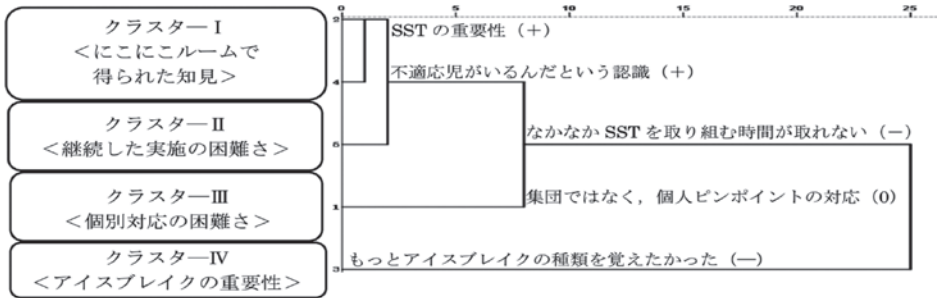 0 5 10 15 20 25
クラスター―Ⅰ
＜にこにこルームで
得られた知見＞
2 SST の重要性（+）
4 不適応児がいるんだという認識（+）
クラスター―Ⅱ
＜継続した実施の困難さ＞
5 なかなか SST を取り組む時間が取れない（−）
クラスター―Ⅲ
＜個別対応の困難さ＞
1 集団ではなく，個人ピンポイントの対応（0）
クラスター―Ⅳ
＜アイスブレイクの重要性＞
3 もっとアイスブレイクの種類を覚えたかった（―）